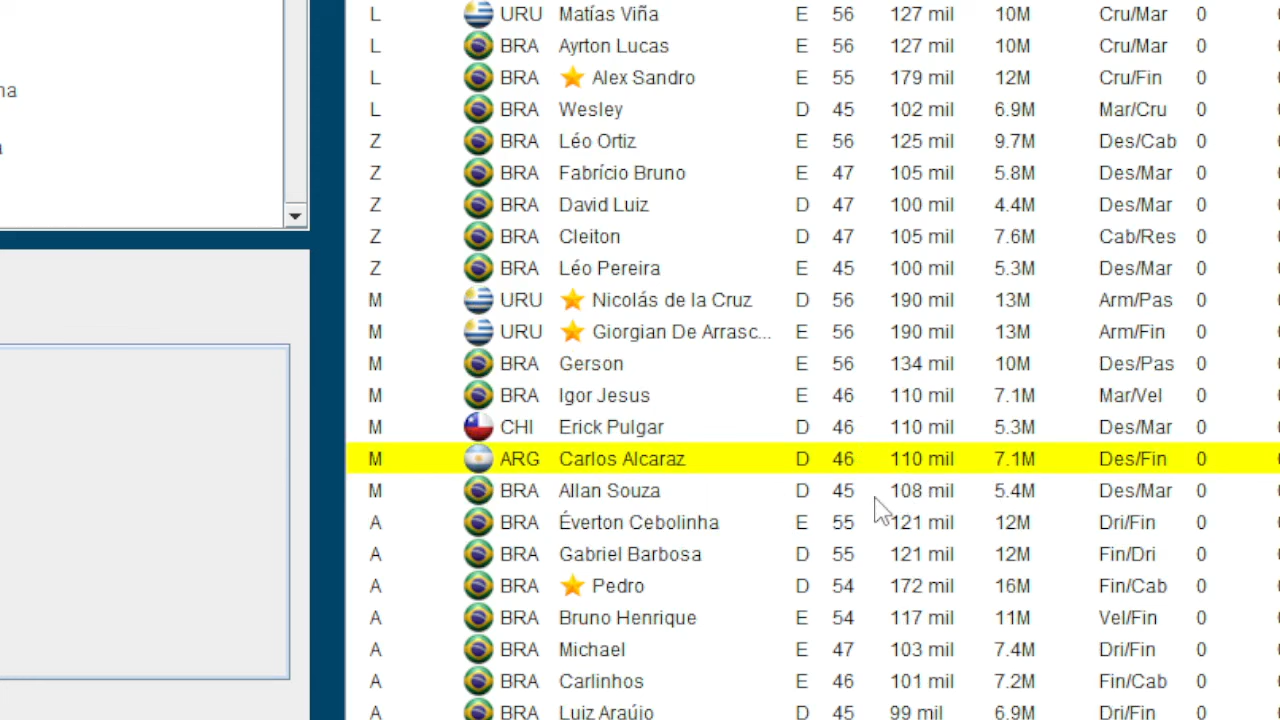 L URU Matías Viña E 56 127 mil 10M Cru/Mar 0
L BRA Ayrton Lucas E 56 127 mil 10M Cru/Mar 0
L BRA Alex Sandro E 55 179 mil 12M Cru/Fin 0
L BRA Wesley D 45 102 mil 6.9M Mar/Cru 0
Z BRA Léo Ortiz E 56 125 mil 9.7M Des/Cab 0
Z BRA Fabrício Bruno E 47 105 mil 5.8M Des/Mar 0
Z BRA David Luiz D 47 100 mil 4.4M Des/Mar 0
Z BRA Cleiton D 47 105 mil 7.6M Cab/Res 0
Z BRA Léo Pereira E 45 100 mil 5.3M Des/Mar 0
M URU Nicolás de la Cruz D 56 190 mil 13M Arm/Pas 0
M URU Giorgian De Arrasc... E 56 190 mil 13M Arm/Fin 0
M BRA Gerson E 56 134 mil 10M Des/Pas 0
M BRA Igor Jesus E 46 110 mil 7.1M Mar/Vel 0
M CHI Erick Pulgar D 46 110 mil 5.3M Des/Mar 0
M ARG Carlos Alcaraz D 46 110 mil 7.1M Des/Fin 0
M BRA Allan Souza D 45 108 mil 5.4M Des/Mar 0
A BRA Éverton Cebolinha E 55 121 mil 12M Dri/Fin 0
A BRA Gabriel Barbosa D 55 121 mil 12M Fin/Dri 0
A BRA Pedro D 54 172 mil 16M Fin/Cab 0
A BRA Bruno Henrique E 54 117 mil 11M Vel/Fin 0
A BRA Michael E 47 103 mil 7.4M Dri/Fin 0
A BRA Carlinhos E 46 101 mil 7.2M Fin/Cab 0
A BRA Luiz Araújo D 45 99 mil 6.9M Dri/Fin 0